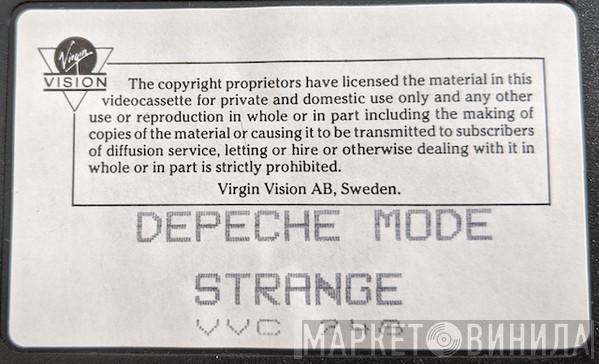 Virgin
VISION
The copyright proprietors have licensed the material in this
videocassette for private and domestic use only and any other
use or reproduction in whole or in part including the making of
copies of the material or causing it to be transmitted to subscribers
of diffusion service, letting or hire or otherwise dealing with it in
whole or in part is strictly prohibited.
Virgin Vision AB, Sweden.
DEPECHE MODE
STRANGE
VVC
МАРКЕТ ВИНИЛА